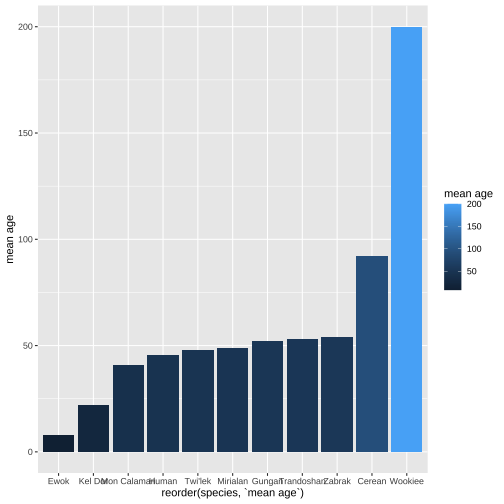 200
150
100
50
0
mean age
Ewok Kel Dor Mon Calamari Human Twi'lek Mirialan Gungan Trandoshan Zabrak Cerean Wookiee
reorder(species, `mean age`)
mean age
200
150
100
50